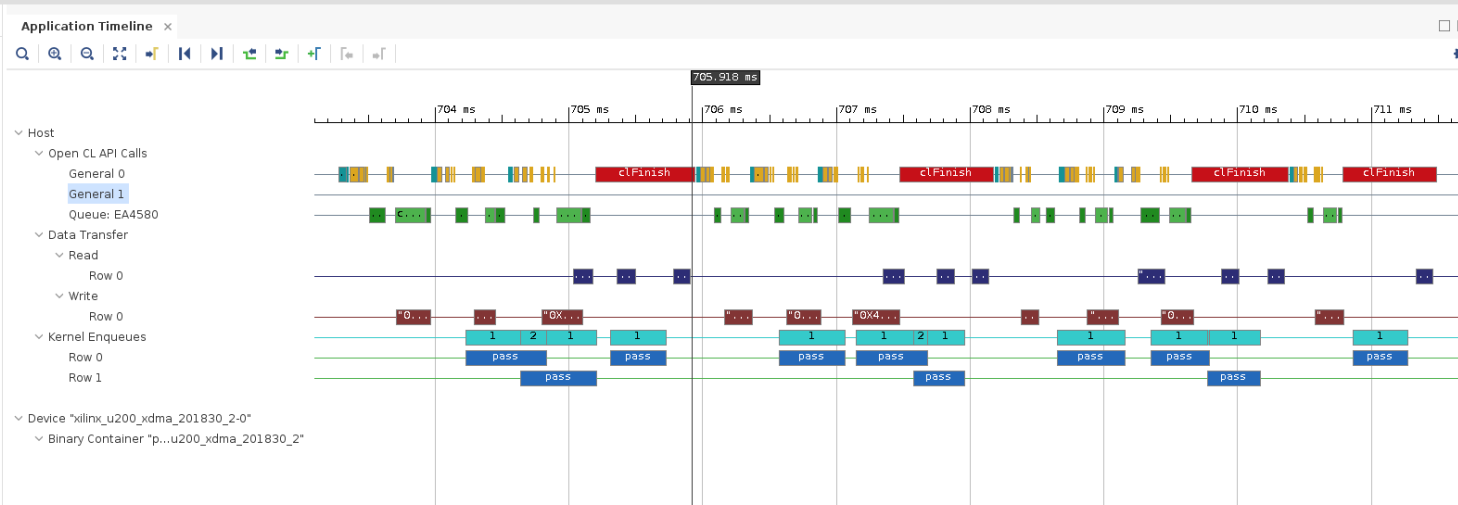 Application Timeline ×
705.918 ms
704 ms 705 ms 706 ms 707 ms 708 ms 709 ms 710 ms 711 ms
Host
Open CL API Calls
General 0 clFinish clFinish clFinish clFinish
General 1
Queue: EA4580 c...
Data Transfer
Read
Row 0
Write
Row 0 "0... "0X... "... "0... "0X4... "... "0... "...
Kernel Enqueues 1 2 1 1 1 1 2 1 1 1 1 1
Row 0 pass pass pass pass pass pass pass
Row 1 pass pass pass
Device "xilinx_u200_xdma_201830_2-0"
Binary Container "p...u200_xdma_201830_2"